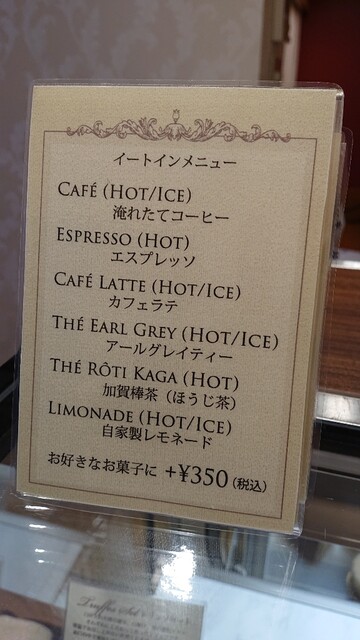 イートインメニュー
CAFÉ (HOT/ICE)
淹れたてコーヒー
ESPRESSO (HOT)
エスプレッソ
CAFÉ LATTE (HOT/ICE)
カフェラテ
THÉ EARL GREY (HOT/ICE)
アールグレイティー
THÉ RÔTI KAGA (HOT)
加賀棒茶（ほうじ茶）
LIMONADE (HOT/ICE)
自家製レモネード
お好きなお菓子に +¥350（税込）
Truffes Set